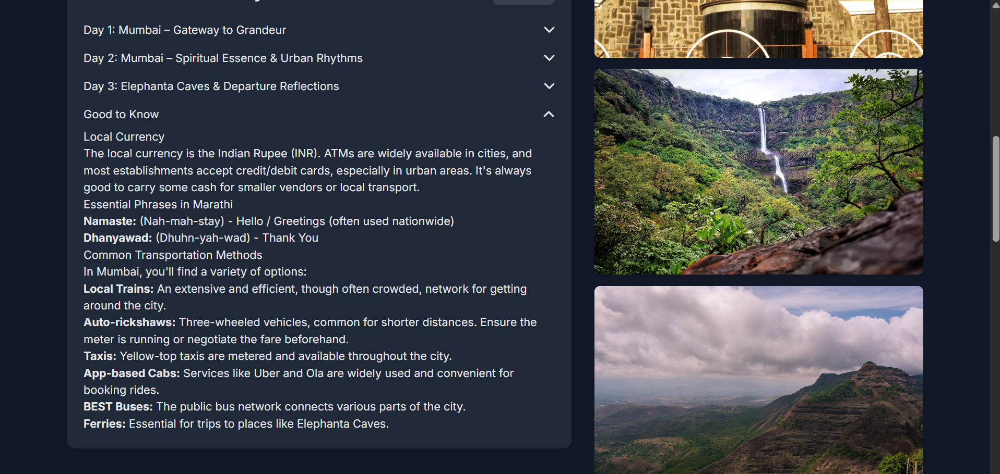 Day 1: Mumbai – Gateway to Grandeur
Day 2: Mumbai – Spiritual Essence & Urban Rhythms
Day 3: Elephanta Caves & Departure Reflections
Good to Know
Local Currency
The local currency is the Indian Rupee (INR). ATMs are widely available in cities, and
most establishments accept credit/debit cards, especially in urban areas. It's always
good to carry some cash for smaller vendors or local transport.
Essential Phrases in Marathi
Namaste: (Nah-mah-stay) - Hello / Greetings (often used nationwide)
Dhanyawad: (Dhuhn-yah-wad) - Thank You
Common Transportation Methods
In Mumbai, you'll find a variety of options:
Local Trains: An extensive and efficient, though often crowded, network for getting
around the city.
Auto-rickshaws: Three-wheeled vehicles, common for shorter distances. Ensure the
meter is running or negotiate the fare beforehand.
Taxis: Yellow-top taxis are metered and available throughout the city.
App-based Cabs: Services like Uber and Ola are widely used and convenient for
booking rides.
BEST Buses: The public bus network connects various parts of the city.
Ferries: Essential for trips to places like Elephanta Caves.